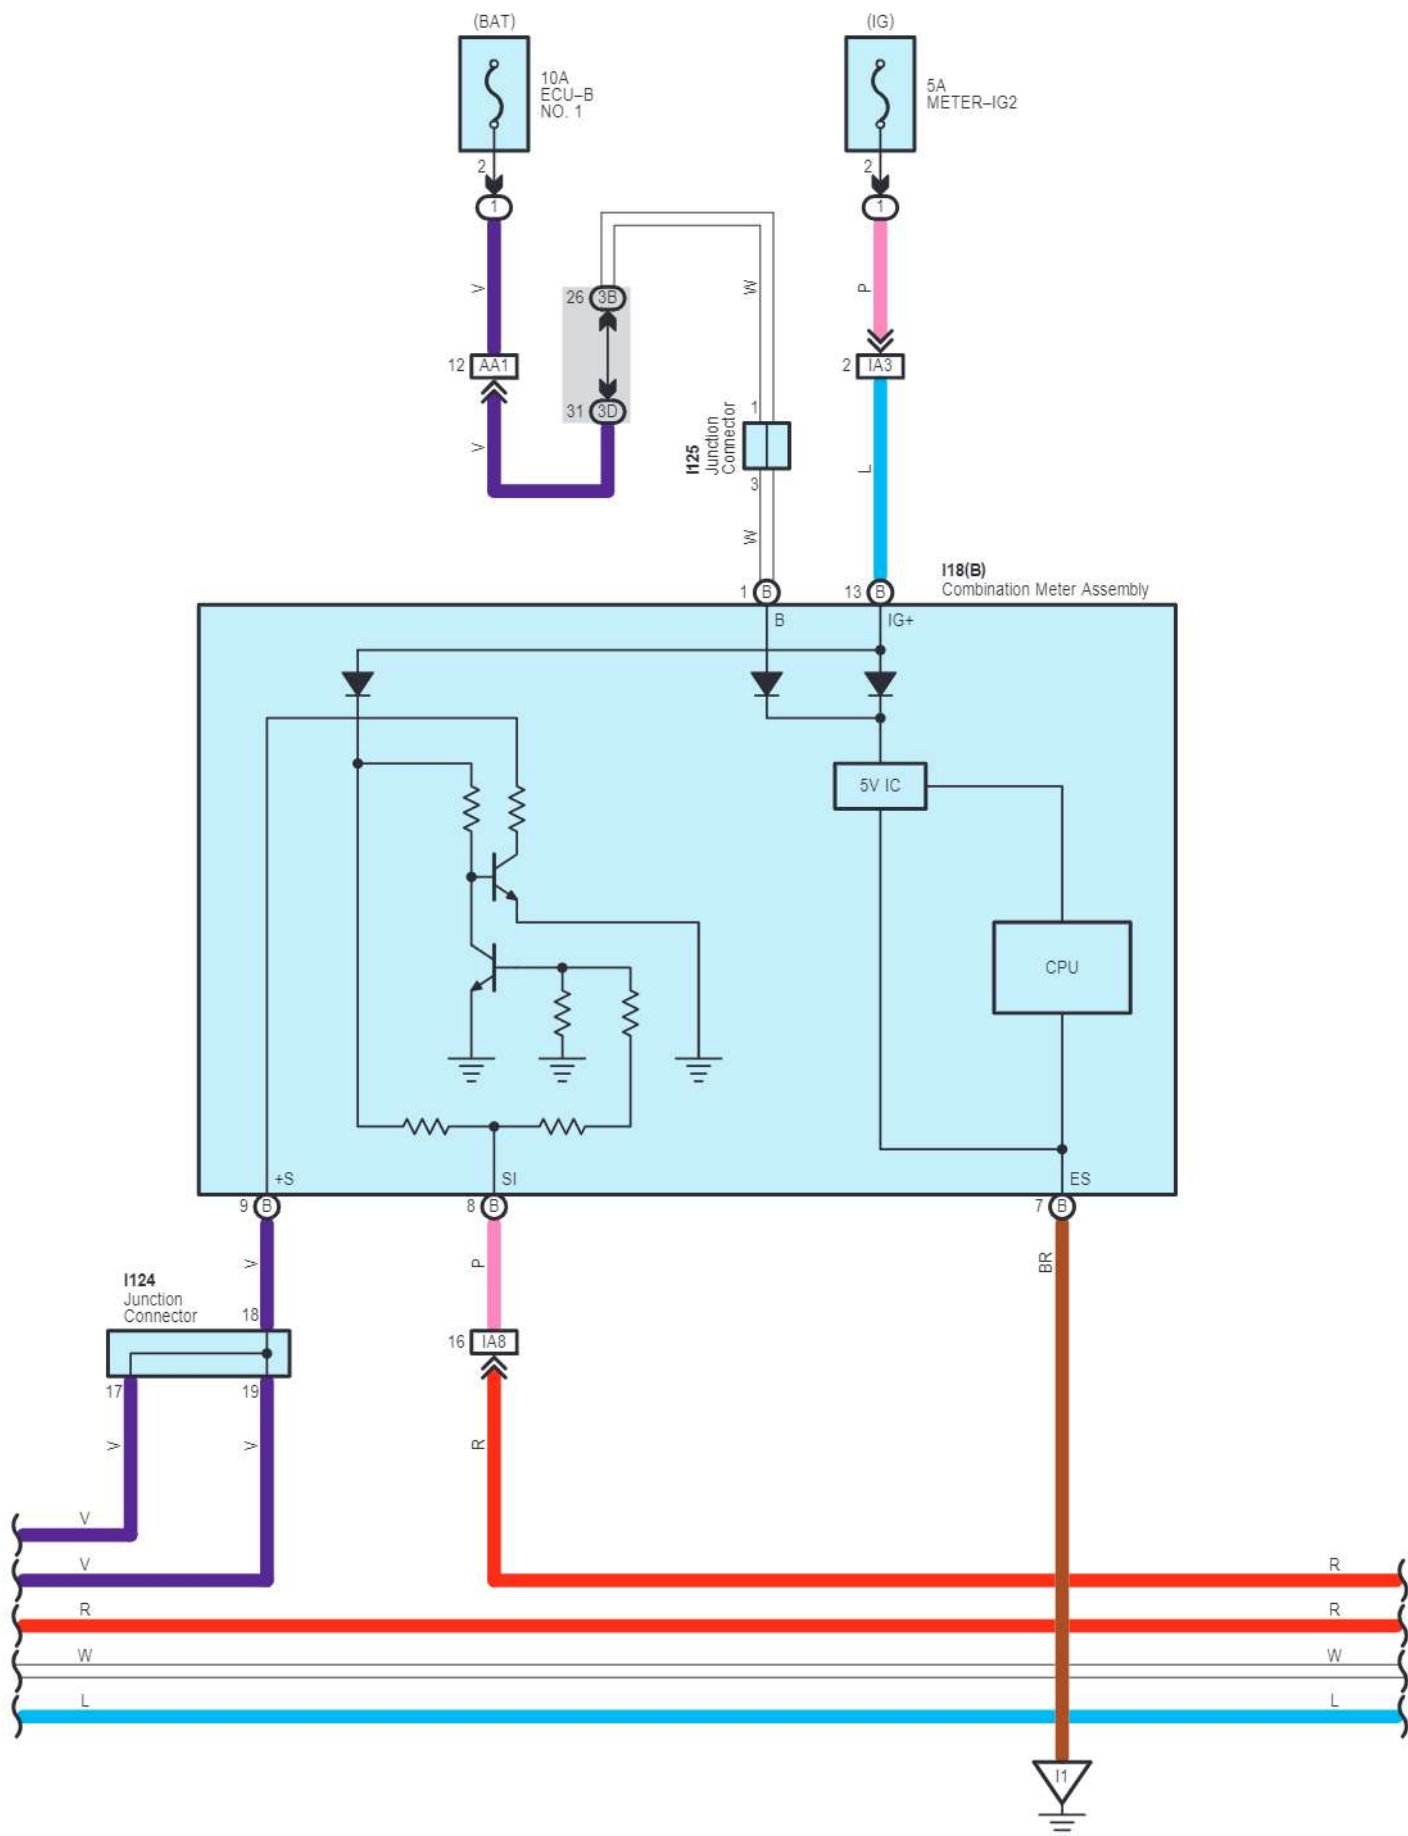 (BAT)
(IG)
10A
ECU–B
NO. 1
5A
METER–IG2
2
2
1
1
V
26 3B
W
P
12 AA1
2 IA3
31 3D
1
V
I125
Junction
Connector
L
3
W
I18(B)
Combination Meter Assembly
1 B
13 B
B
IG+
5V IC
CPU
+S
SI
ES
9 B
8 B
7 B
V
P
BR
I124
Junction
Connector
18
16 IA8
17
19
V
V
R
V
V
R
R
R
W
W
L
L
I1